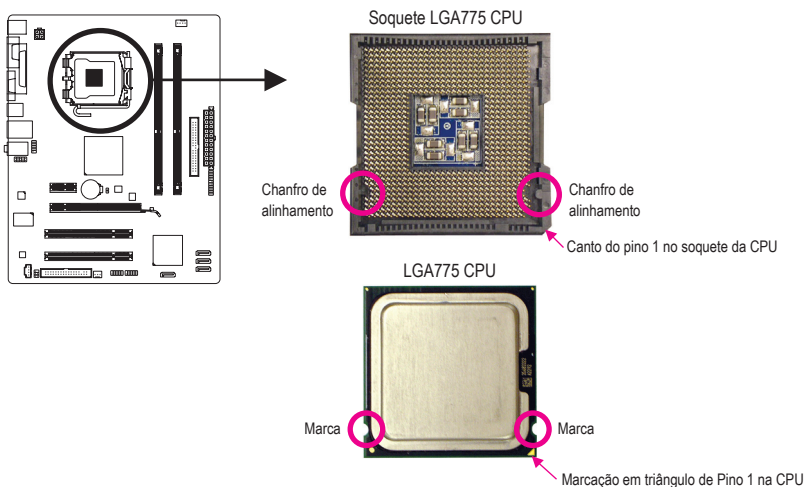 Soquete LGA775 CPU
Chanfro de
alinhamento
Chanfro de
alinhamento
Canto do pino 1 no soquete da CPU
LGA775 CPU
Marca
Marca
Marcação em triângulo de Pino 1 na CPU